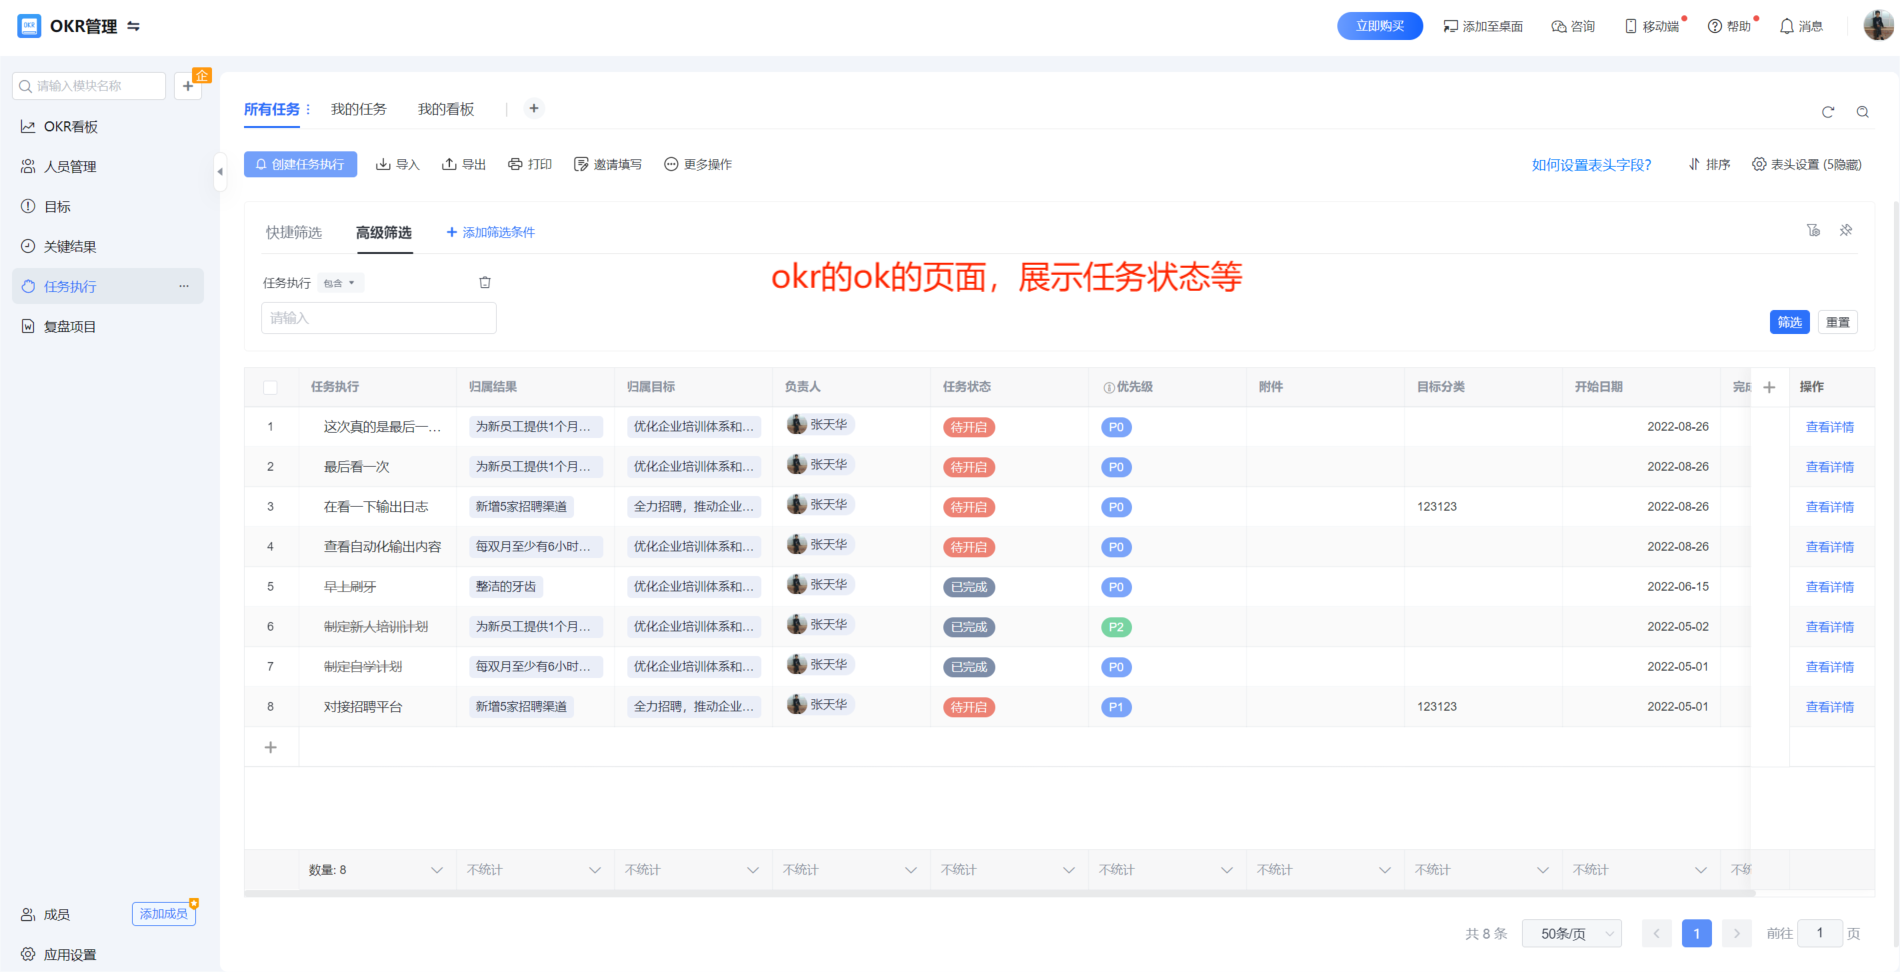 OKR管理
立即购买
添加至桌面
咨询
移动端
帮助
消息
请输入模块名称
企
OKR看板
人员管理
目标
关键结果
任务执行
复盘项目
成员
添加成员
应用设置
所有任务
我的任务
我的看板
创建任务执行
导入
导出
打印
邀请填写
更多操作
如何设置表头字段?
排序
表头设置 (5隐藏)
快捷筛选
高级筛选
添加筛选条件
okr的ok的页面，展示任务状态等
任务执行 包含
请输入
筛选
重置
任务执行 归属结果 归属目标 负责人 任务状态 优先级 附件 目标分类 开始日期 完成 操作
1 这次真的是最后一... 为新员工提供1个月... 优化企业培训体系和... 张天华 待开启 P0 2022-08-26 查看详情
2 最后看一次 为新员工提供1个月... 优化企业培训体系和... 张天华 待开启 P0 2022-08-26 查看详情
3 在看一下输出日志 新增5家招聘渠道 全力招聘，推动企业... 张天华 待开启 P0 123123 2022-08-26 查看详情
4 查看自动化输出内容 每双月至少有6小时... 优化企业培训体系和... 张天华 待开启 P0 2022-08-26 查看详情
5 早上刷牙 整洁的牙齿 优化企业培训体系和... 张天华 已完成 P0 2022-06-15 查看详情
6 制定新人培训计划 为新员工提供1个月... 优化企业培训体系和... 张天华 已完成 P2 2022-05-02 查看详情
7 制定自学计划 每双月至少有6小时... 优化企业培训体系和... 张天华 已完成 P0 2022-05-01 查看详情
8 对接招聘平台 新增5家招聘渠道 全力招聘，推动企业... 张天华 待开启 P1 123123 2022-05-01 查看详情
数量: 8 不统计 不统计 不统计 不统计 不统计 不统计 不统计 不统计 不统
共 8 条 50条/页 1 前往 1 页